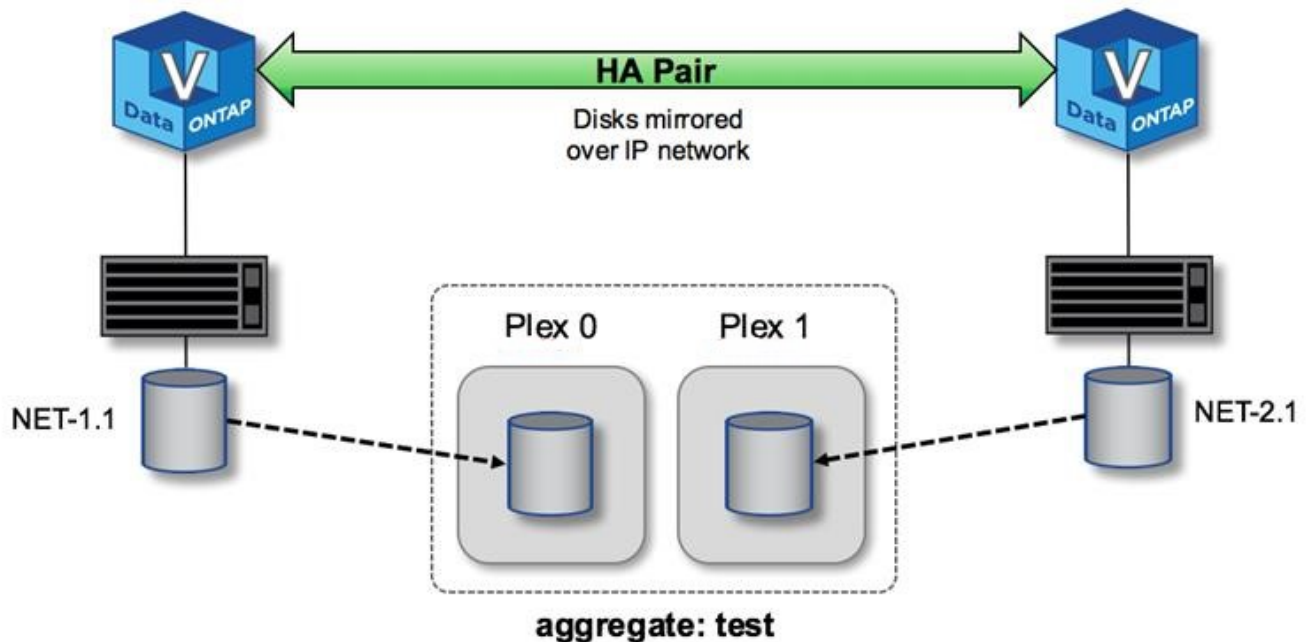 V
Data ONTAP
HA Pair
V
Data ONTAP
Disks mirrored
over IP network
Plex 0
Plex 1
NET-1.1
NET-2.1
aggregate: test